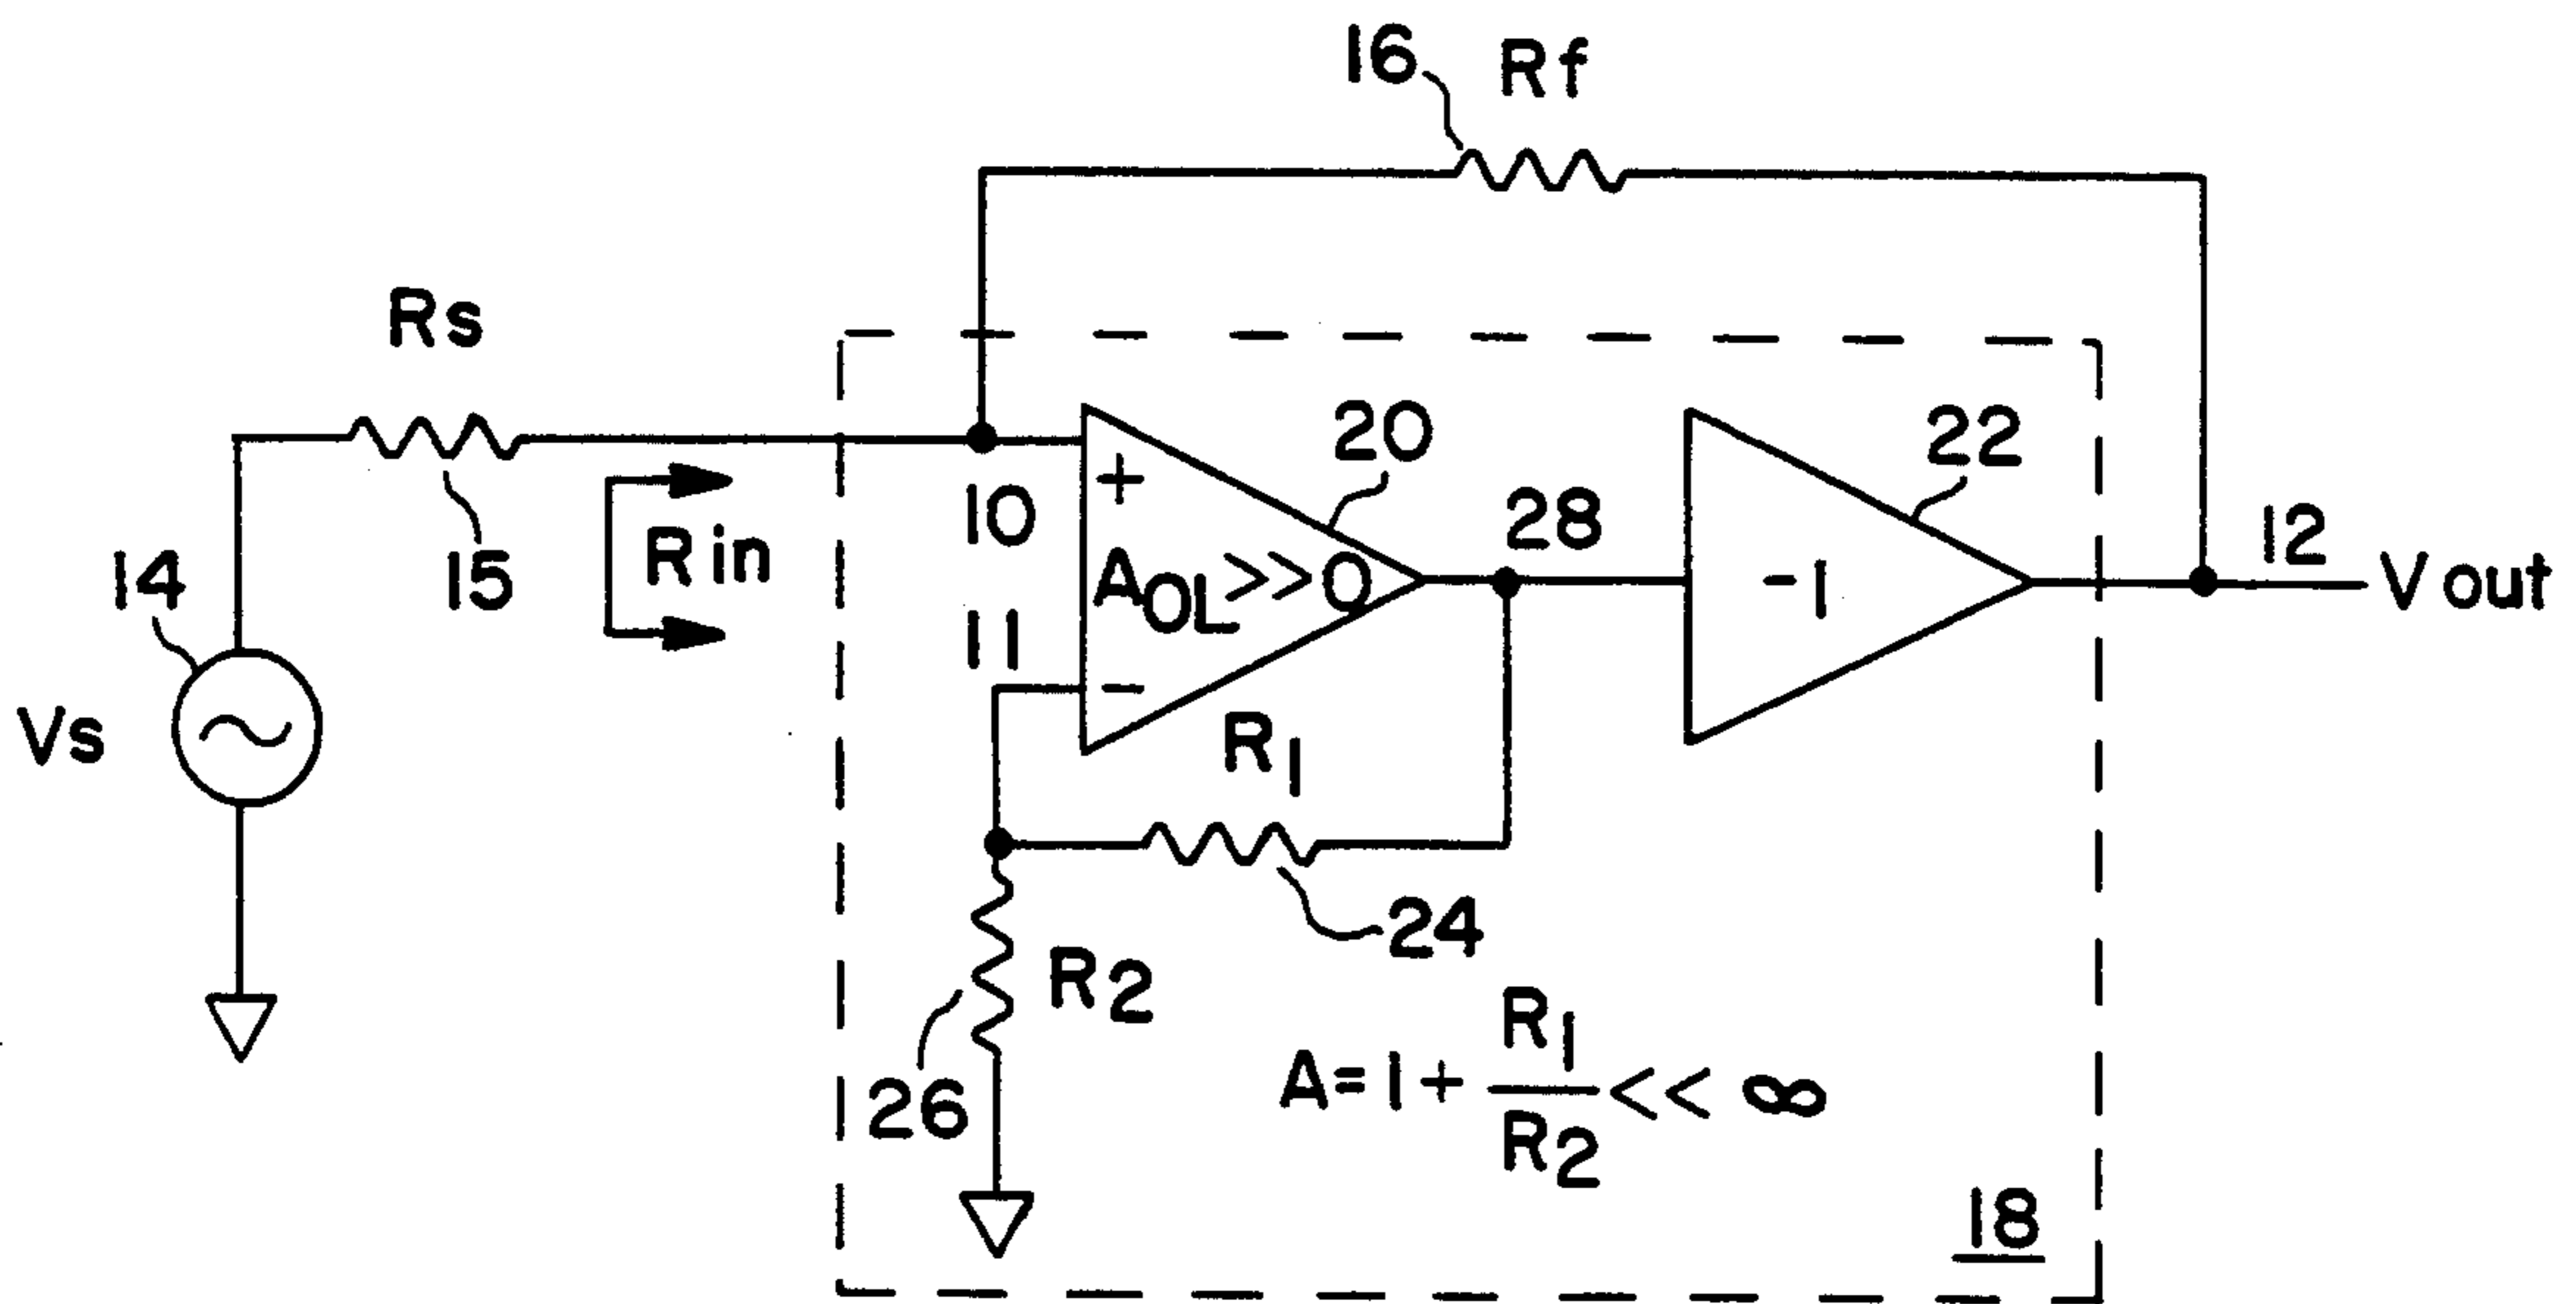 16 Rf
Rs
15
Rin
14
Vs
10
+
20
A_OL>>0
11
-
28
22
-1
12
Vout
R1
24
R2
26
A=1+R1/R2<<∞
18